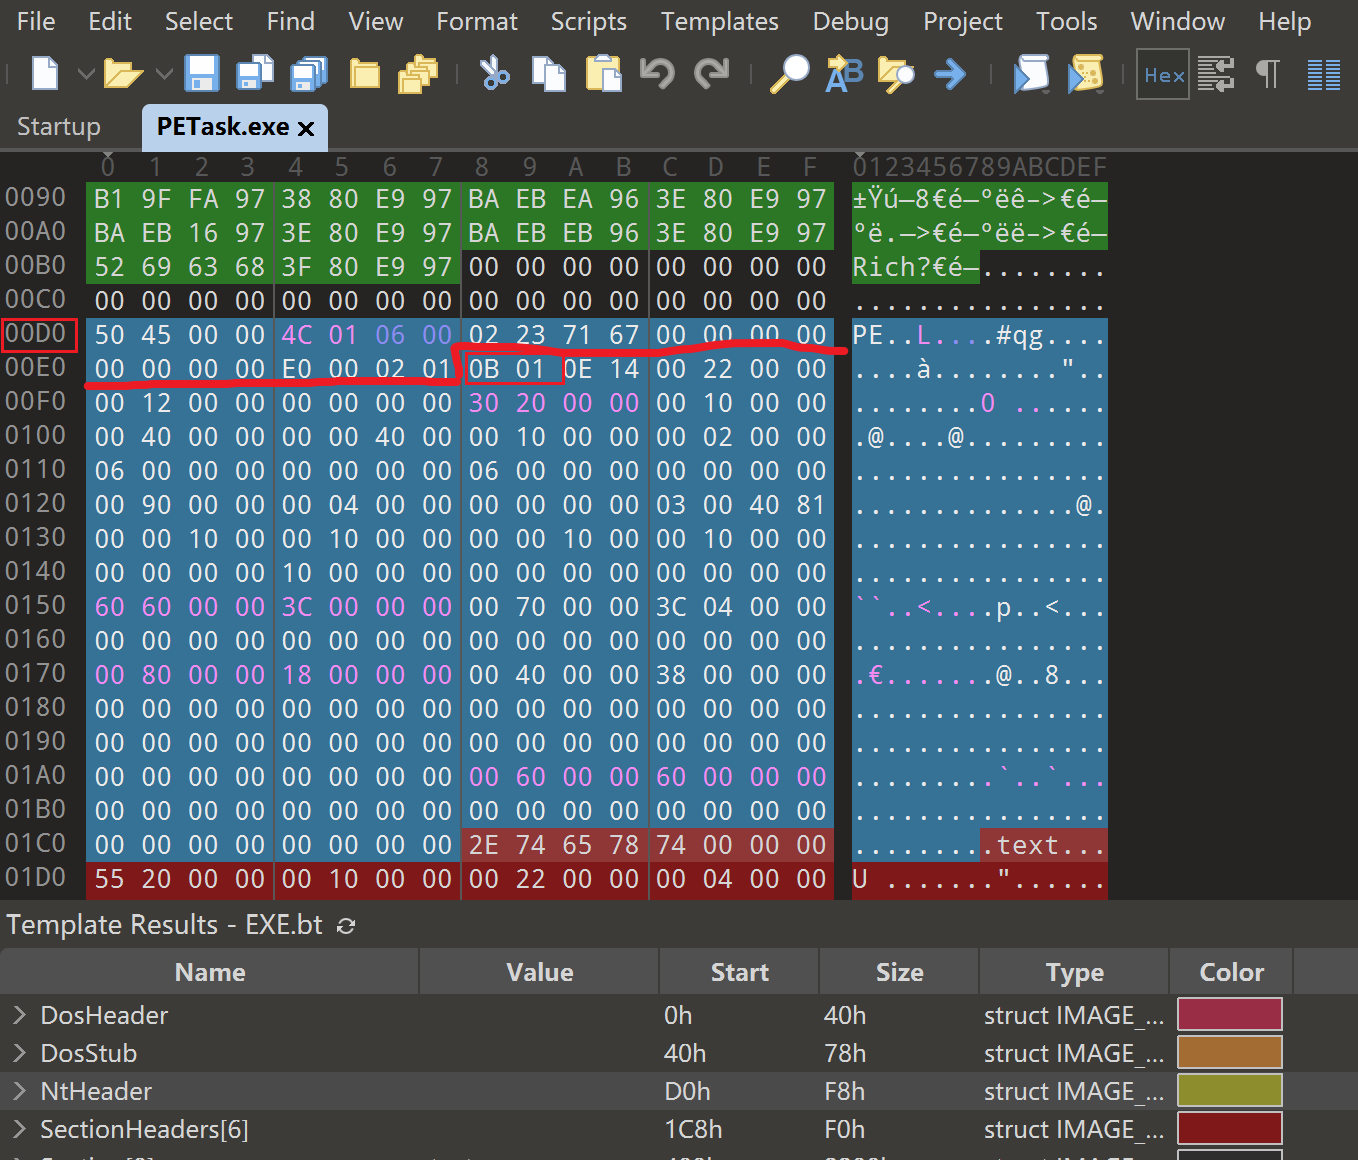 File Edit Select Find View Format Scripts Templates Debug Project Tools Window Help
Hex
Startup PETask.exe ×
0 1 2 3 4 5 6 7 8 9 A B C D E F 0123456789ABCDEF
0090 B1 9F FA 97 38 80 E9 97 BA EB EA 96 3E 80 E9 97 ±Ÿú—8€é—ºëê–>€é—
00A0 BA EB 16 97 3E 80 E9 97 BA EB EB 96 3E 80 E9 97 ºë.—>€é—ºëë–>€é—
00B0 52 69 63 68 3F 80 E9 97 00 00 00 00 00 00 00 00 Rich?€é—........
00C0 00 00 00 00 00 00 00 00 00 00 00 00 00 00 00 00 ................
00D0 50 45 00 00 4C 01 06 00 02 23 71 67 00 00 00 00 PE..L....#qg....
00E0 00 00 00 00 E0 00 02 01 0B 01 0E 14 00 22 00 00 ....à........"..
00F0 00 12 00 00 00 00 00 00 30 20 00 00 00 10 00 00 ........0 ......
0100 00 40 00 00 00 00 40 00 00 10 00 00 00 02 00 00 .@....@.........
0110 06 00 00 00 00 00 00 00 06 00 00 00 00 00 00 00 ................
0120 00 90 00 00 00 04 00 00 00 00 00 00 03 00 40 81 ..............@.
0130 00 00 10 00 00 10 00 00 00 00 10 00 00 10 00 00 ................
0140 00 00 00 00 10 00 00 00 00 00 00 00 00 00 00 00 ................
0150 60 60 00 00 3C 00 00 00 00 70 00 00 3C 04 00 00 ``..<....p..<...
0160 00 00 00 00 00 00 00 00 00 00 00 00 00 00 00 00 ................
0170 00 80 00 00 18 00 00 00 00 40 00 00 38 00 00 00 .€.......@..8...
0180 00 00 00 00 00 00 00 00 00 00 00 00 00 00 00 00 ................
0190 00 00 00 00 00 00 00 00 00 00 00 00 00 00 00 00 ................
01A0 00 00 00 00 00 00 00 00 00 60 00 00 60 00 00 00 .........`..`...
01B0 00 00 00 00 00 00 00 00 00 00 00 00 00 00 00 00 ................
01C0 00 00 00 00 00 00 00 00 2E 74 65 78 74 00 00 00 .........text...
01D0 55 20 00 00 00 10 00 00 00 22 00 00 00 04 00 00 U ......."......
Template Results - EXE.bt
Name Value Start Size Type Color
DosHeader 0h 40h struct IMAGE_...
DosStub 40h 78h struct IMAGE_...
NtHeader D0h F8h struct IMAGE_...
SectionHeaders[6] 1C8h F0h struct IMAGE_...